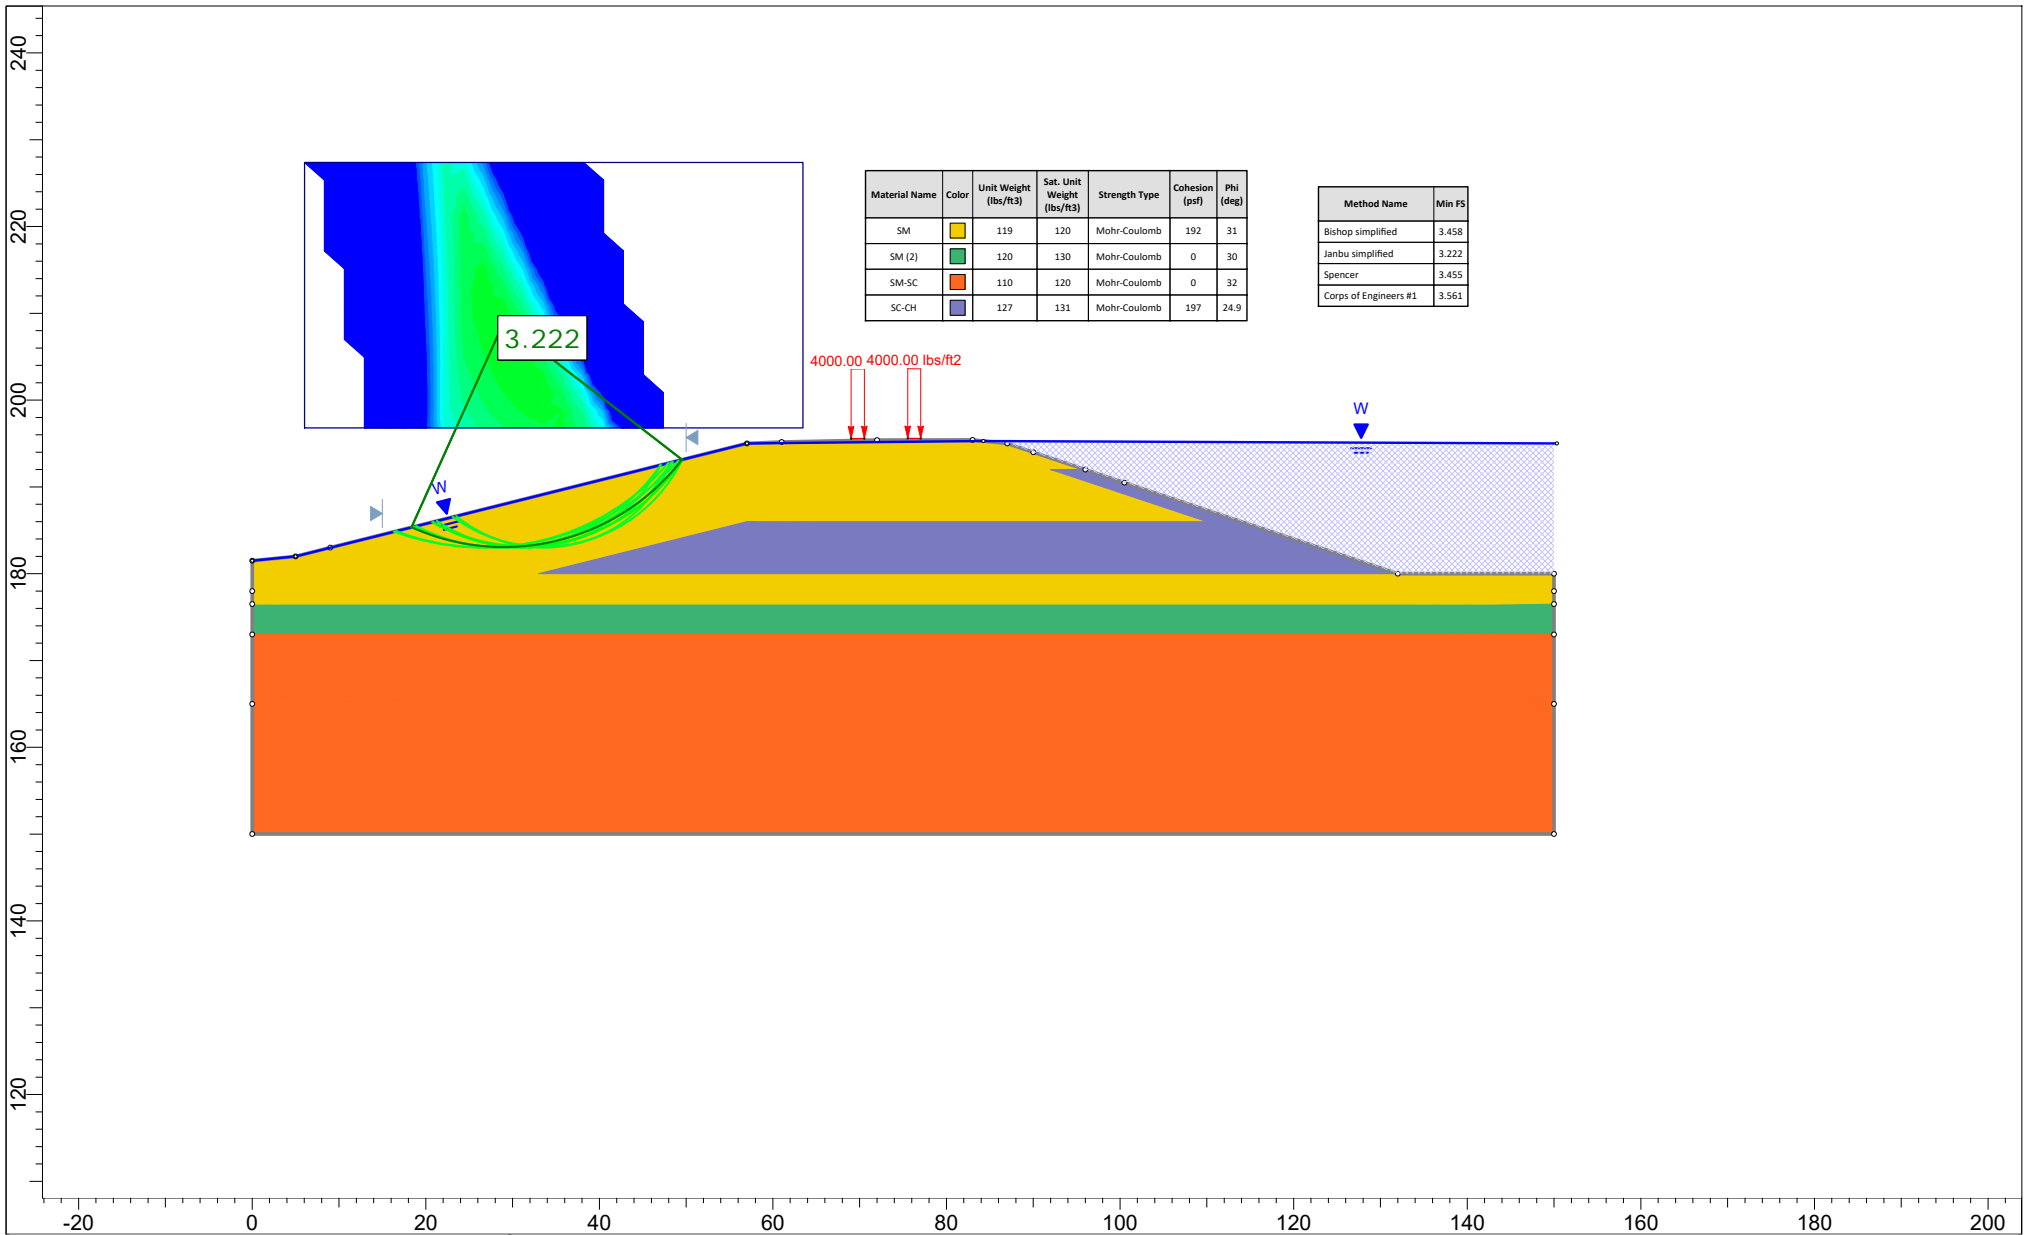 240
220
200
180
160
140
120
3.222
Material Name Color Unit Weight (lbs/ft3) Sat. Unit Weight (lbs/ft3) Strength Type Cohesion (psf) Phi (deg)
SM 119 120 Mohr-Coulomb 192 31
SM (2) 120 130 Mohr-Coulomb 0 30
SM-SC 110 120 Mohr-Coulomb 0 32
SC-CH 127 131 Mohr-Coulomb 197 24.9
Method Name Min FS
Bishop simplified 3.458
Janbu simplified 3.222
Spencer 3.455
Corps of Engineers #1 3.561
4000.00 4000.00 lbs/ft2
W
W
-20 0 20 40 60 80 100 120 140 160 180 200